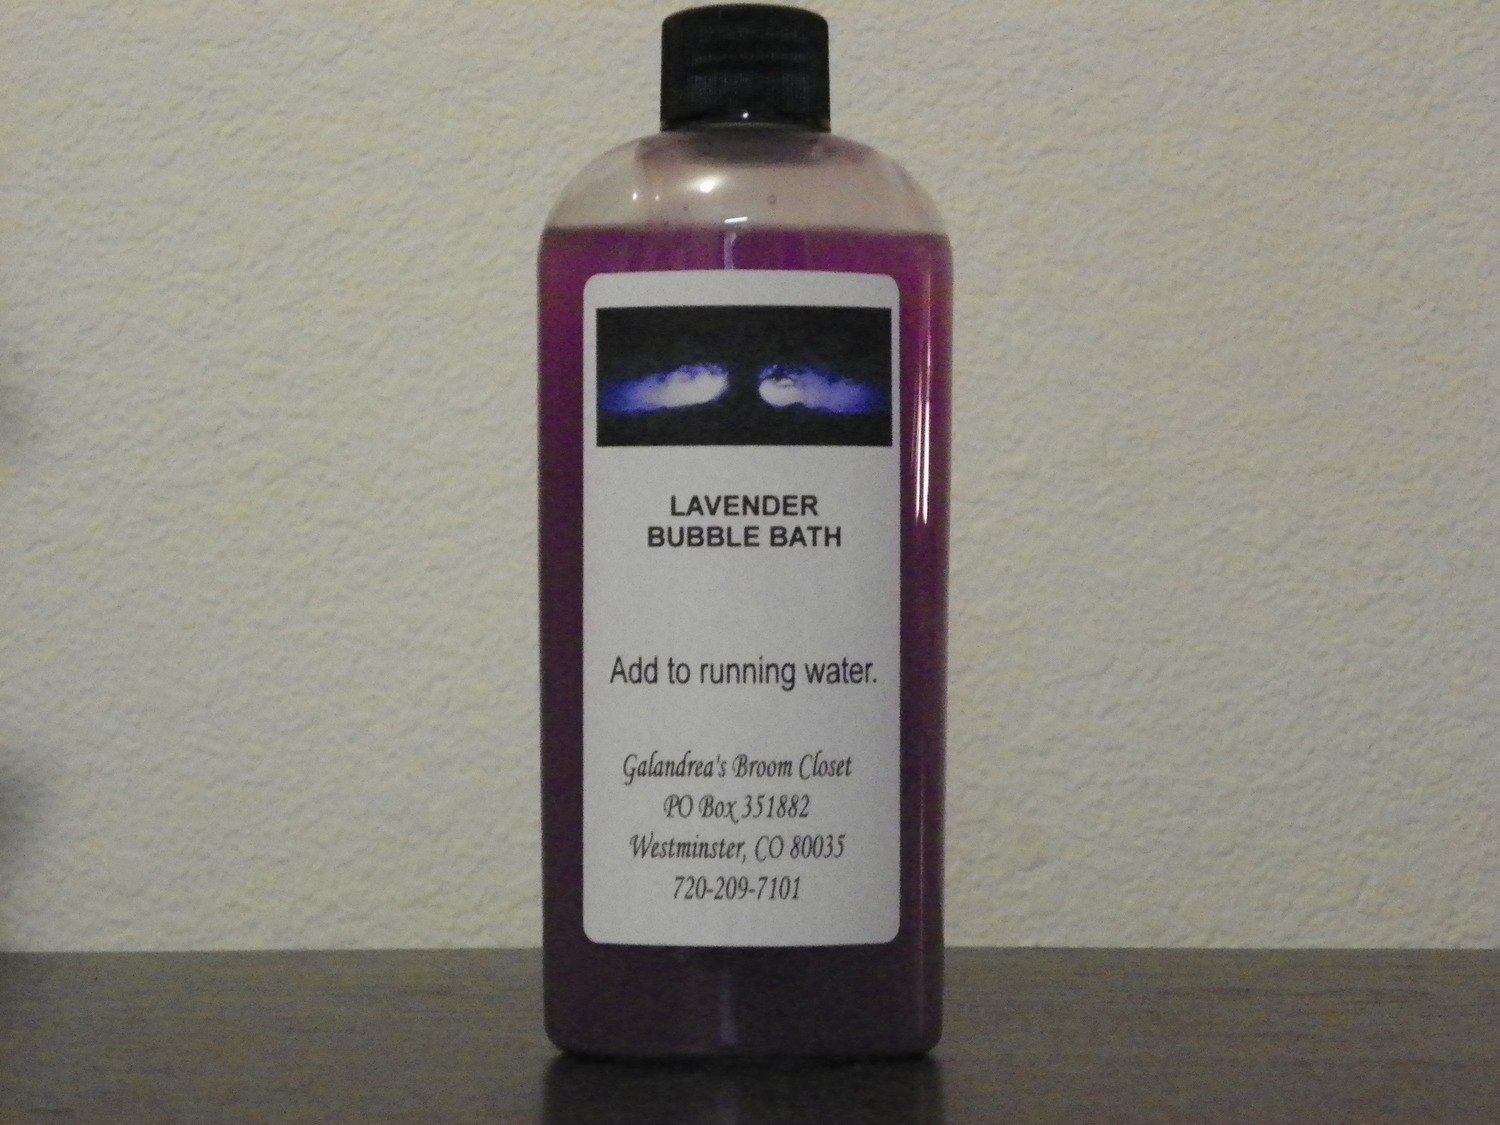 LAVENDER
BUBBLE BATH
Add to running water.
Galandrea's Broom Closet
PO Box 351882
Westminster, CO 80035
720-209-7101